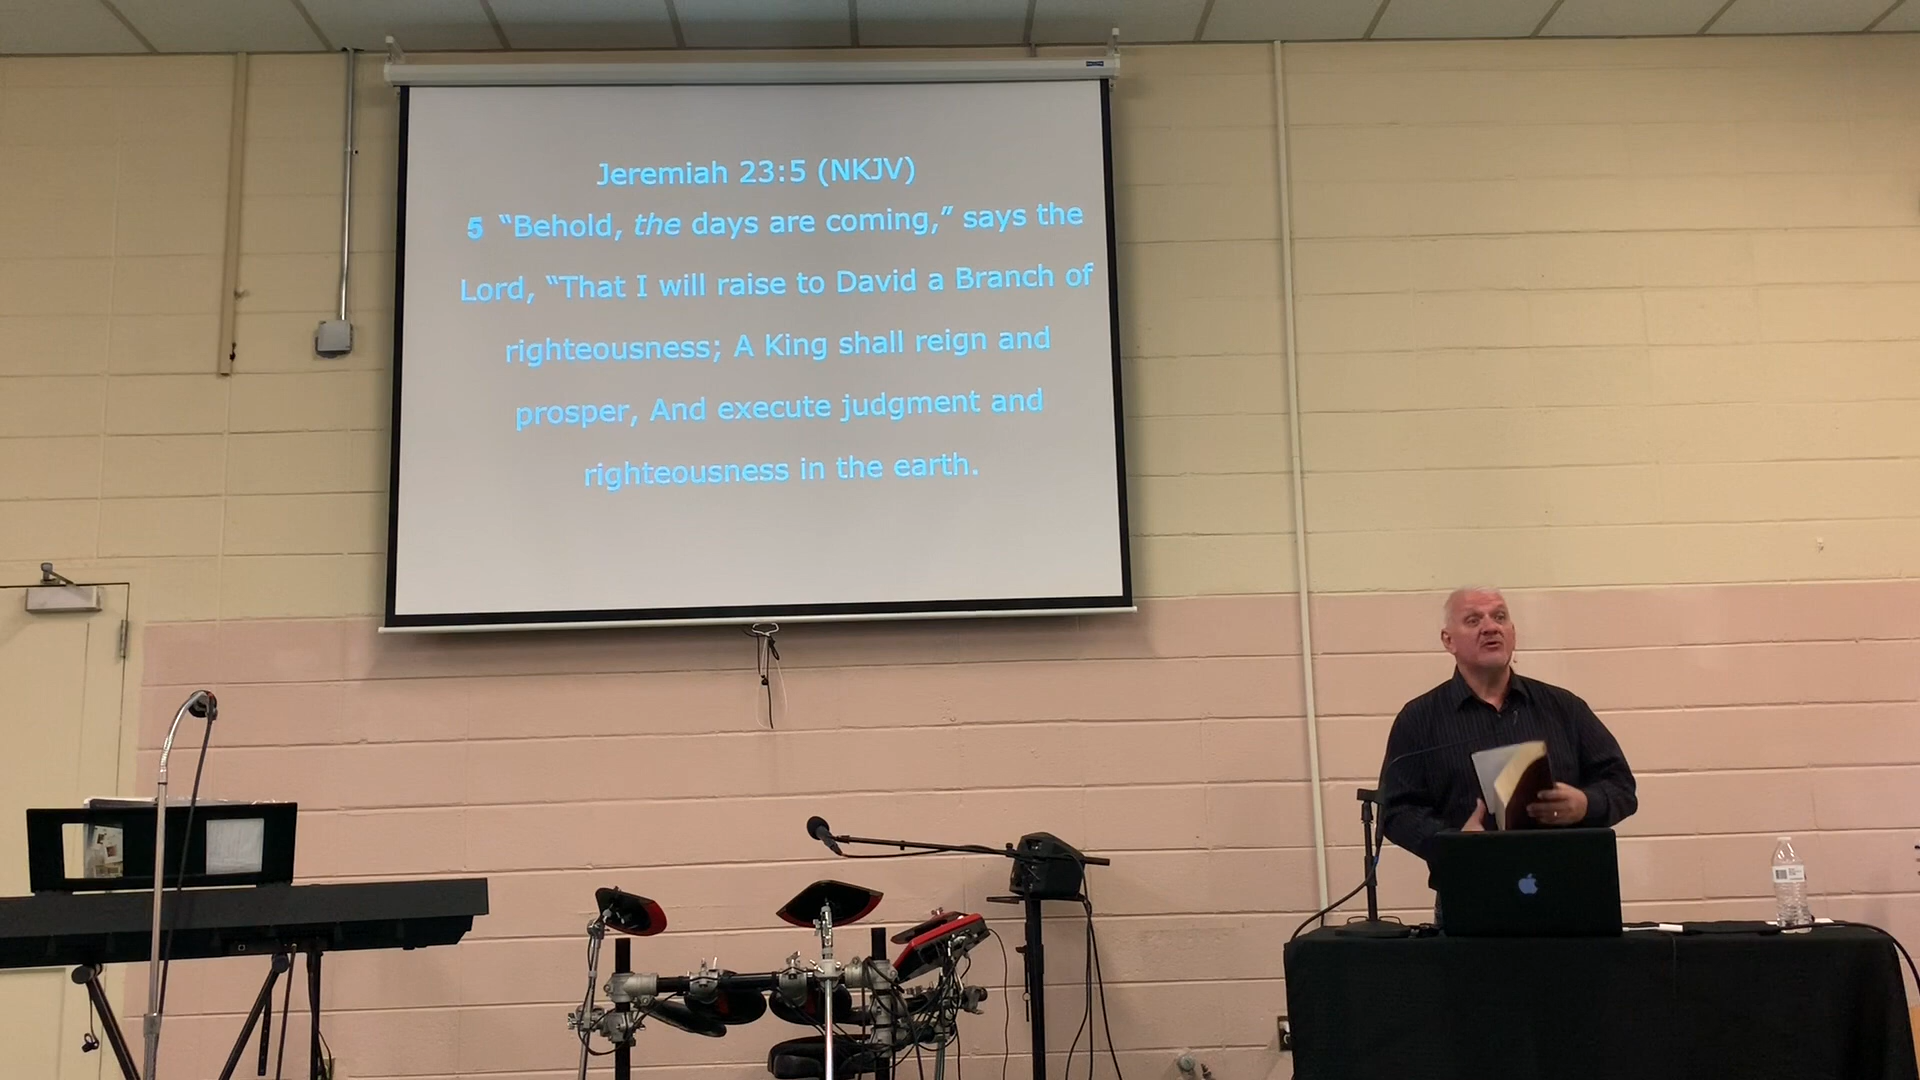 Jeremiah 23:5 (NKJV)
5 “Behold, the days are coming,” says the
Lord, “That I will raise to David a Branch of
righteousness; A King shall reign and
prosper, And execute judgment and
righteousness in the earth.